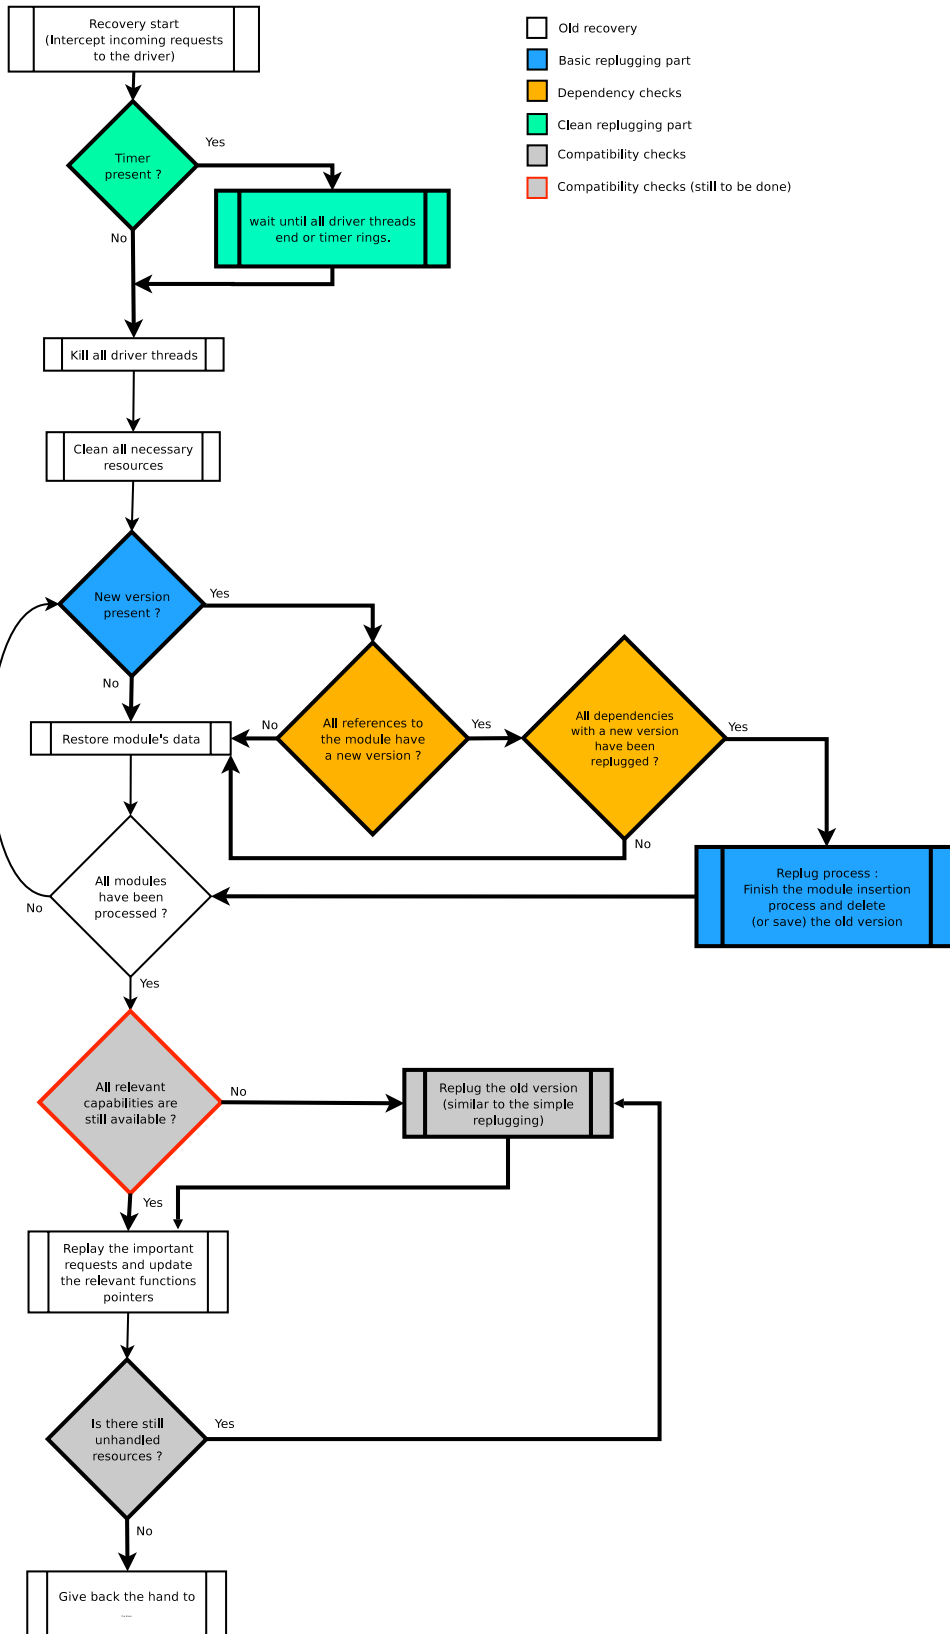 Recovery start
(Intercept incoming requests
to the driver)
Old recovery
Basic replugging part
Dependency checks
Clean replugging part
Compatibility checks
Compatibility checks (still to be done)
Timer
present ?
Yes
No
wait until all driver threads
end or timer rings.
Kill all driver threads
Clean all necessary
resources
New version
present ?
Yes
No
All references to
the module have
a new version ?
No
Yes
All dependencies
with a new version
have been
replugged ?
Yes
No
Restore module's data
Replug process :
Finish the module insertion
process and delete
(or save) the old version
All modules
have been
processed ?
No
Yes
All relevant
capabilities are
still available ?
No
Yes
Replug the old version
(similar to the simple
replugging)
Replay the important
requests and update
the relevant functions
pointers
Is there still
unhandled
resources ?
Yes
No
Give back the hand to